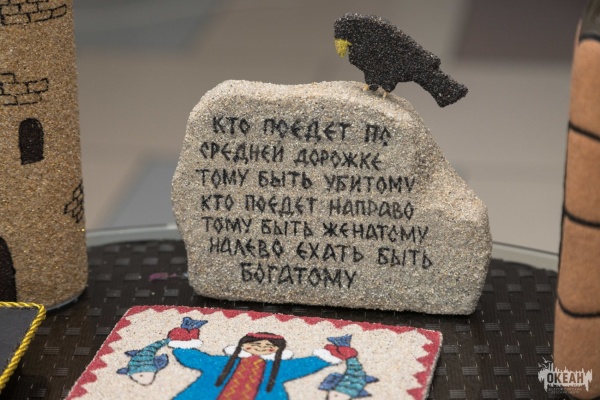 КТО ПОЕДЕТ ПО
СРЕДНЕЙ ДОРОЖКЕ
ТОМУ БЫТЬ УБИТОМУ
КТО ПОЕДЕТ НАПРАВО
ТОМУ БЫТЬ ЖЕНАТОМУ
НАЛЕВО ЕХАТЬ БЫТЬ
БОГАТОМУ
ОКЕАН